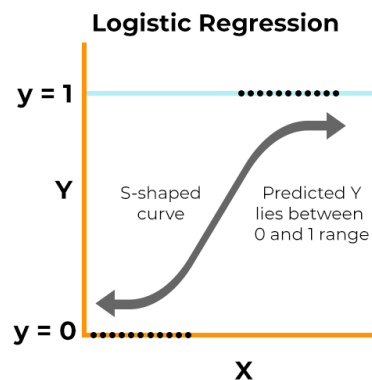 Logistic Regression
y = 1
Y
S-shaped
curve
Predicted Y
lies between
0 and 1 range
y = 0
X